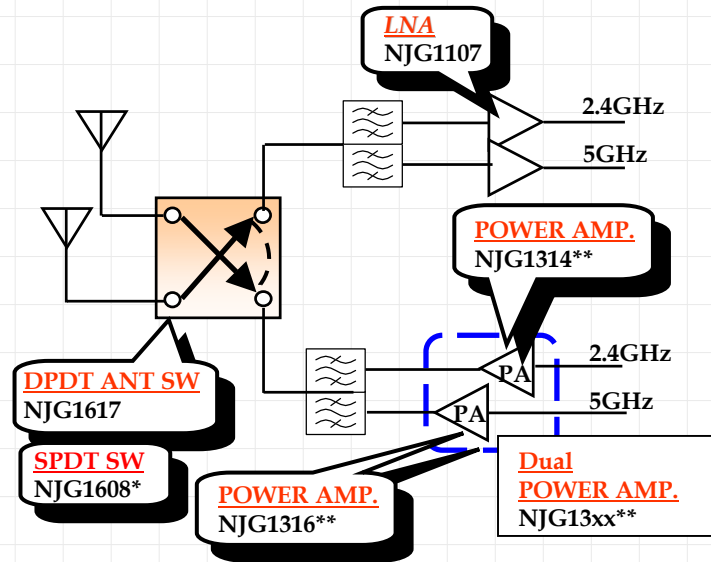 LNA
NJG1107
2.4GHz
5GHz
POWER AMP.
NJG1314**
DPDT ANT SW
NJG1617
SPDT SW
NJG1608*
PA
2.4GHz
PA
5GHz
POWER AMP.
NJG1316**
Dual
POWER AMP.
NJG13xx**